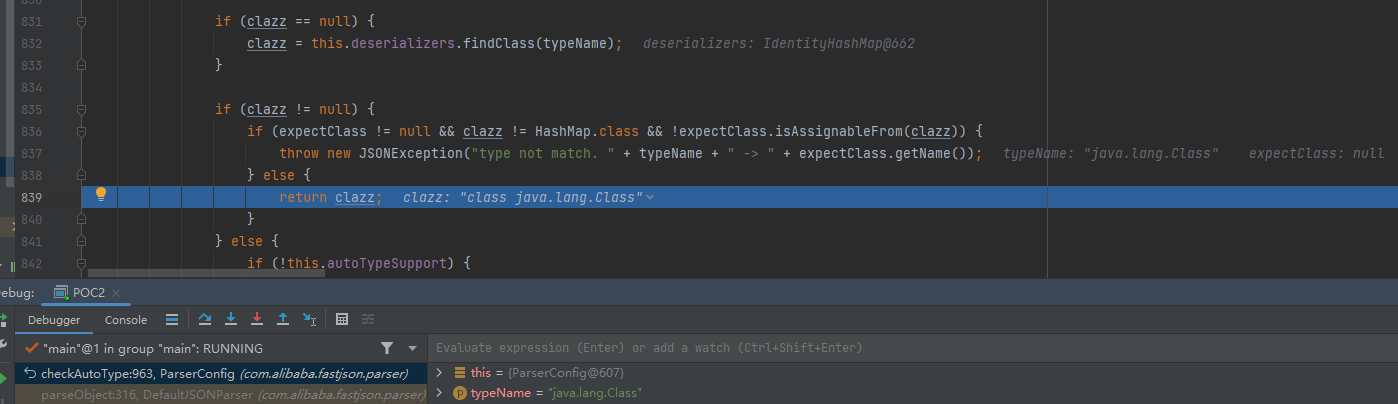 830
831 if (clazz == null) {
832 clazz = this.deserializers.findClass(typeName); deserializers: IdentityHashMap@662
833 }
834
835 if (clazz != null) {
836 if (expectClass != null && clazz != HashMap.class && !expectClass.isAssignableFrom(clazz)) {
837 throw new JSONException("type not match. " + typeName + " -> " + expectClass.getName()); typeName: "java.lang.Class" expectClass: null
838 } else {
839 return clazz; clazz: "class java.lang.Class"
840 }
841 } else {
842 if (!this.autoTypeSupport) {
ebug: POC2
Debugger Console
"main"@1 in group "main": RUNNING
Evaluate expression (Enter) or add a watch (Ctrl+Shift+Enter)
checkAutoType:963, ParserConfig (com.alibaba.fastjson.parser)
this = {ParserConfig@607}
parseObject:316, DefaultJSONParser (com.alibaba.fastjson.parser)
typeName = "java.lang.Class"